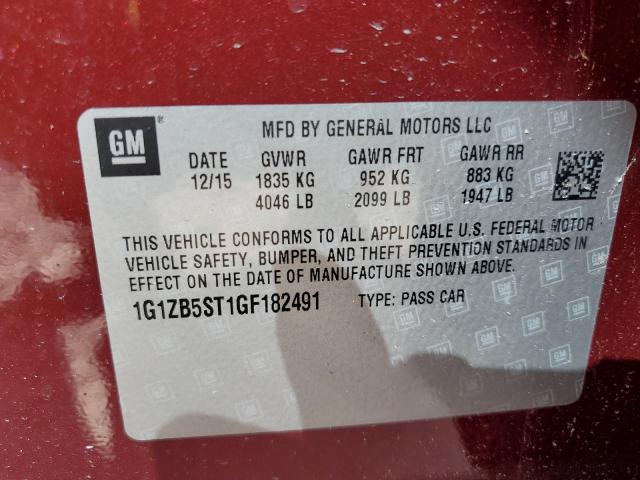 GM ® MFD BY GENERAL MOTORS LLC
DATE GVWR GAWR FRT GAWR RR
12/15 1835 KG 952 KG 883 KG
4046 LB 2099 LB 1947 LB
THIS VEHICLE CONFORMS TO ALL APPLICABLE U.S. FEDERAL MOTOR
VEHICLE SAFETY, BUMPER, AND THEFT PREVENTION STANDARDS IN
EFFECT ON THE DATE OF MANUFACTURE SHOWN ABOVE.
1G1ZB5ST1GF182491 TYPE: PASS CAR